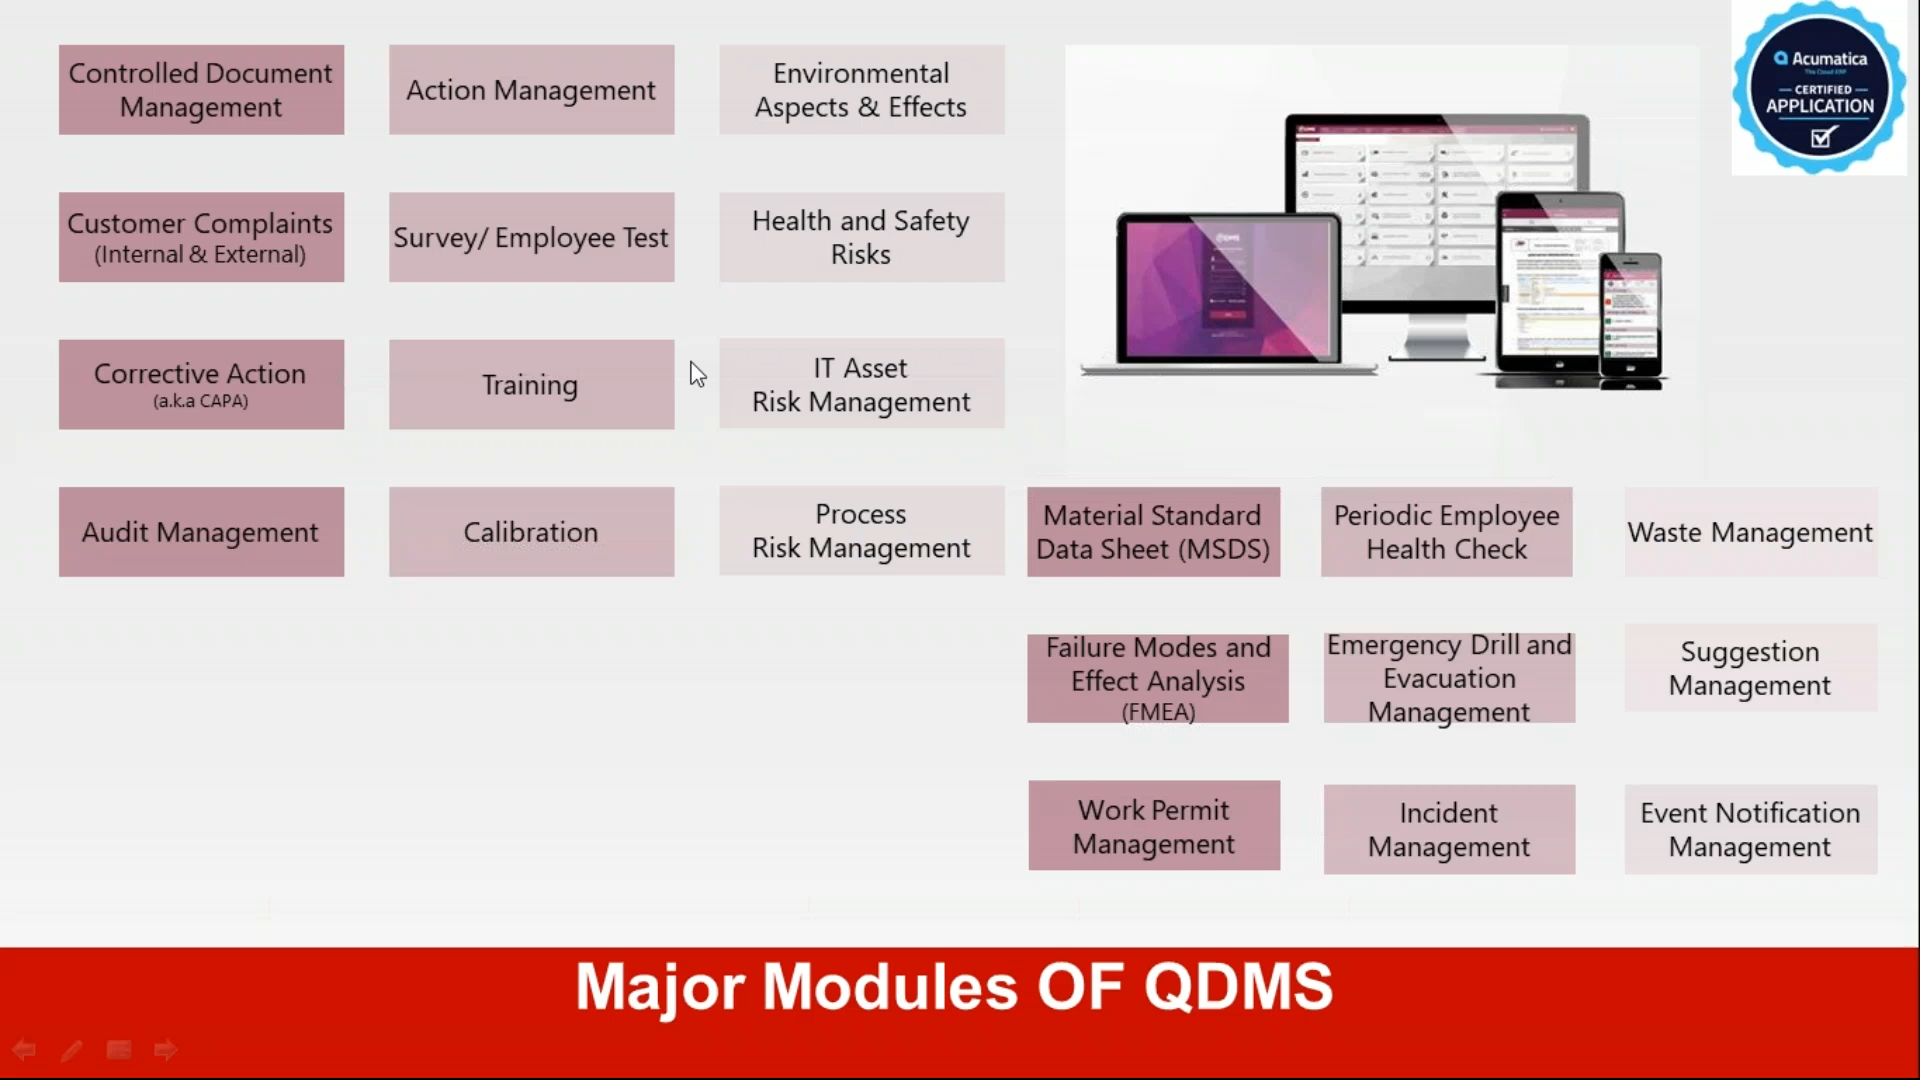 Controlled Document
Management
Action Management
Environmental
Aspects & Effects
Acumatica
The Cloud ERP
CERTIFIED
APPLICATION
Customer Complaints
(Internal & External)
Survey/ Employee Test
Health and Safety
Risks
Corrective Action
(a.k.a CAPA)
Training
IT Asset
Risk Management
Audit Management
Calibration
Process
Risk Management
Material Standard
Data Sheet (MSDS)
Periodic Employee
Health Check
Waste Management
Failure Modes and
Effect Analysis
(FMEA)
Emergency Drill and
Evacuation
Management
Suggestion
Management
Work Permit
Management
Incident
Management
Event Notification
Management
Major Modules OF QDMS